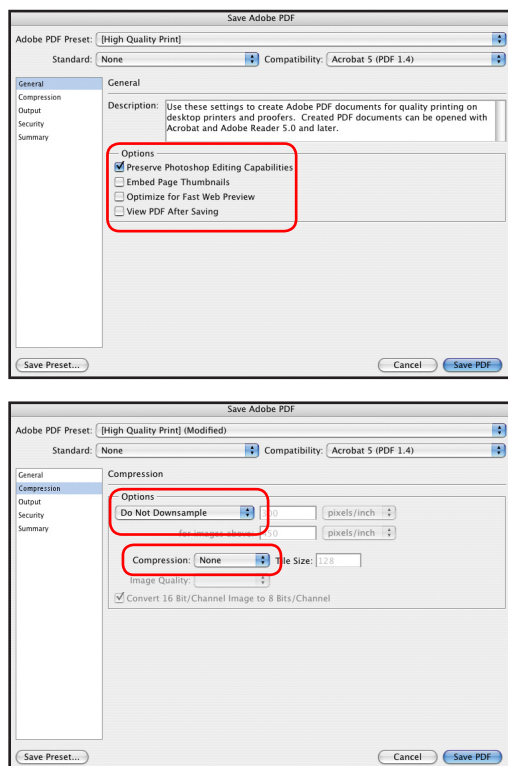 Save Adobe PDF
Adobe PDF Preset: [High Quality Print]
Standard: None Compatibility: Acrobat 5 (PDF 1.4)
General
Compression
Output
Security
Summary
General
Description: Use these settings to create Adobe PDF documents for quality printing on
desktop printers and proofers. Created PDF documents can be opened with
Acrobat and Adobe Reader 5.0 and later.
Options
Preserve Photoshop Editing Capabilities
Embed Page Thumbnails
Optimize for Fast Web Preview
View PDF After Saving
Save Preset... Cancel Save PDF
Save Adobe PDF
Adobe PDF Preset: [High Quality Print] (Modified)
Standard: None Compatibility: Acrobat 5 (PDF 1.4)
General
Compression
Output
Security
Summary
Compression
Options
Do Not Downsample pixels/inch
for images above: pixels/inch
Compression: None Tile Size: 128
Image Quality:
Convert 16 Bit/Channel Image to 8 Bits/Channel
Save Preset... Cancel Save PDF